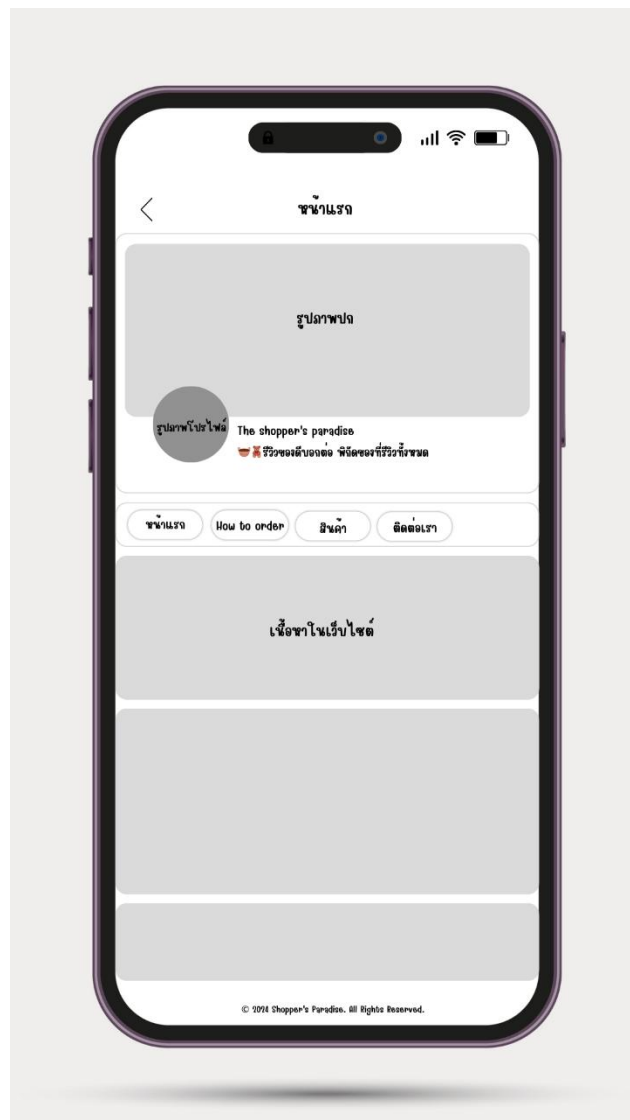 หน้าแรก
รูปภาพปก
รูปภาพโปรไฟล์
The shopper's paradise
รีวิวของดีบอกต่อ พิกัดของที่รีวิวทั้งหมด
หน้าแรก
How to order
สินค้า
ติดต่อเรา
เนื้อหาในเว็บไซต์
© 2024 Shopper's Paradise. All Rights Reserved.